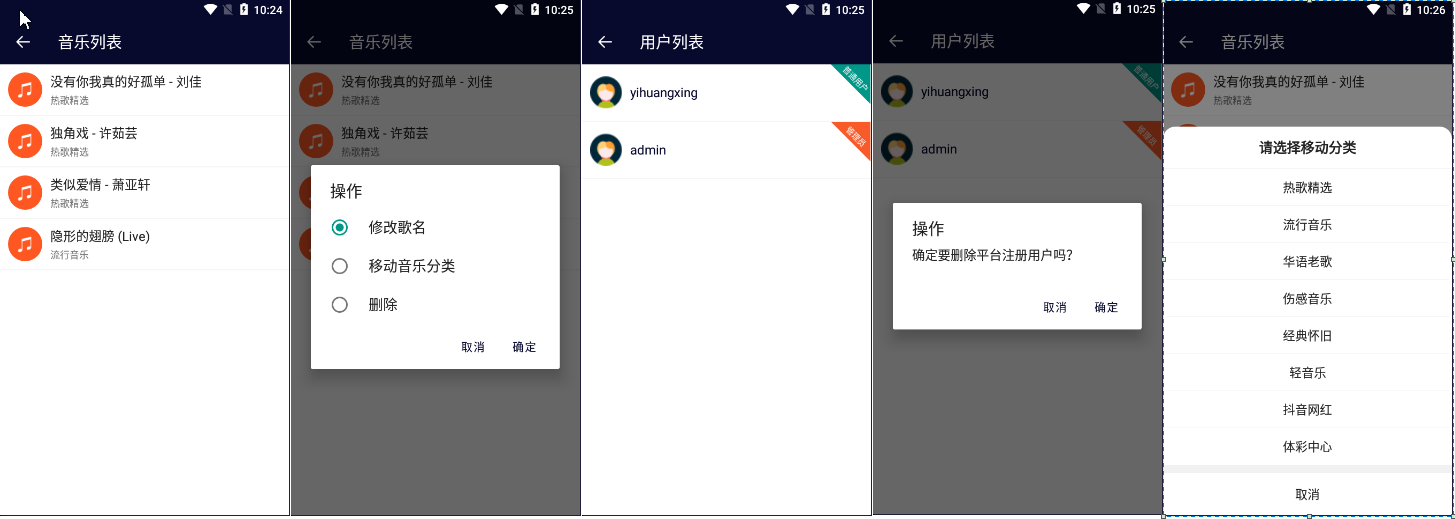 10:24
音乐列表
没有你我真的好孤单 - 刘佳
热歌精选
独角戏 - 许茹芸
热歌精选
类似爱情 - 萧亚轩
热歌精选
隐形的翅膀 (Live)
流行音乐
10:25
音乐列表
没有你我真的好孤单 - 刘佳
热歌精选
独角戏 - 许茹芸
热歌精选
操作
修改歌名
移动音乐分类
删除
取消 确定
10:25
用户列表
yihuangxing
普通用户
admin
管理员
10:25
用户列表
yihuangxing
普通用户
admin
管理员
操作
确定要删除平台注册用户吗?
取消 确定
10:26
音乐列表
没有你我真的好孤单 - 刘佳
热歌精选
请选择移动分类
热歌精选
流行音乐
华语老歌
伤感音乐
经典怀旧
轻音乐
抖音网红
体彩中心
取消